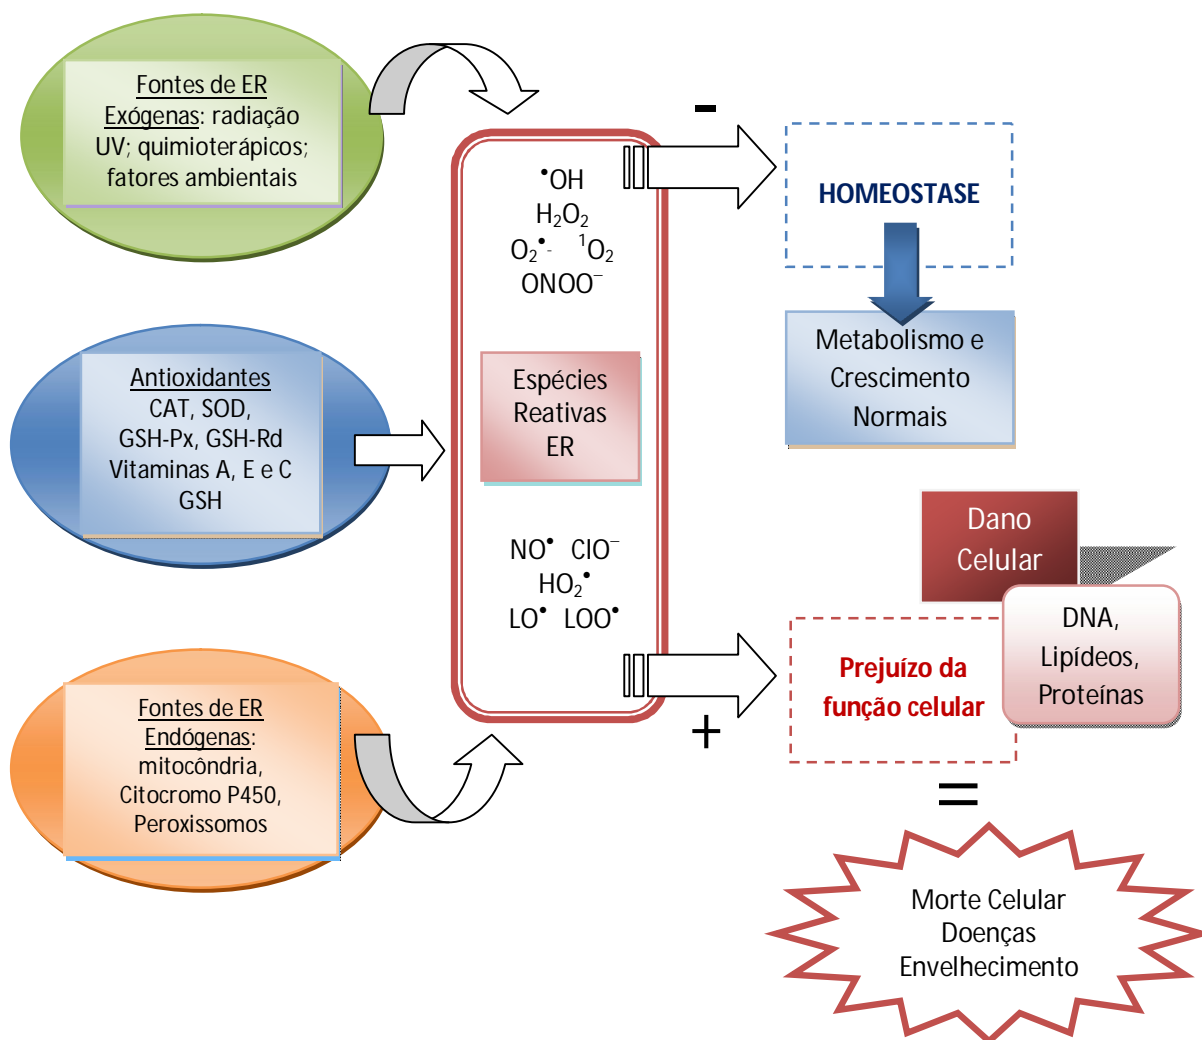 Fontes de ER
Exógenas: radiação
UV; quimioterápicos;
fatores ambientais
Antioxidantes
CAT, SOD,
GSH-Px, GSH-Rd
Vitaminas A, E e C
GSH
Fontes de ER
Endógenas:
mitocôndria,
Citocromo P450,
Peroxissomos
•OH
H₂O₂
O₂•- ¹O₂
ONOO⁻
Espécies
Reativas
ER
NO• ClO⁻
HO₂•
LO• LOO•
-
HOMEOSTASE
Metabolismo e
Crescimento
Normais
+
Prejuízo da
função celular
Dano
Celular
DNA,
Lipídeos,
Proteínas
=
Morte Celular
Doenças
Envelhecimento